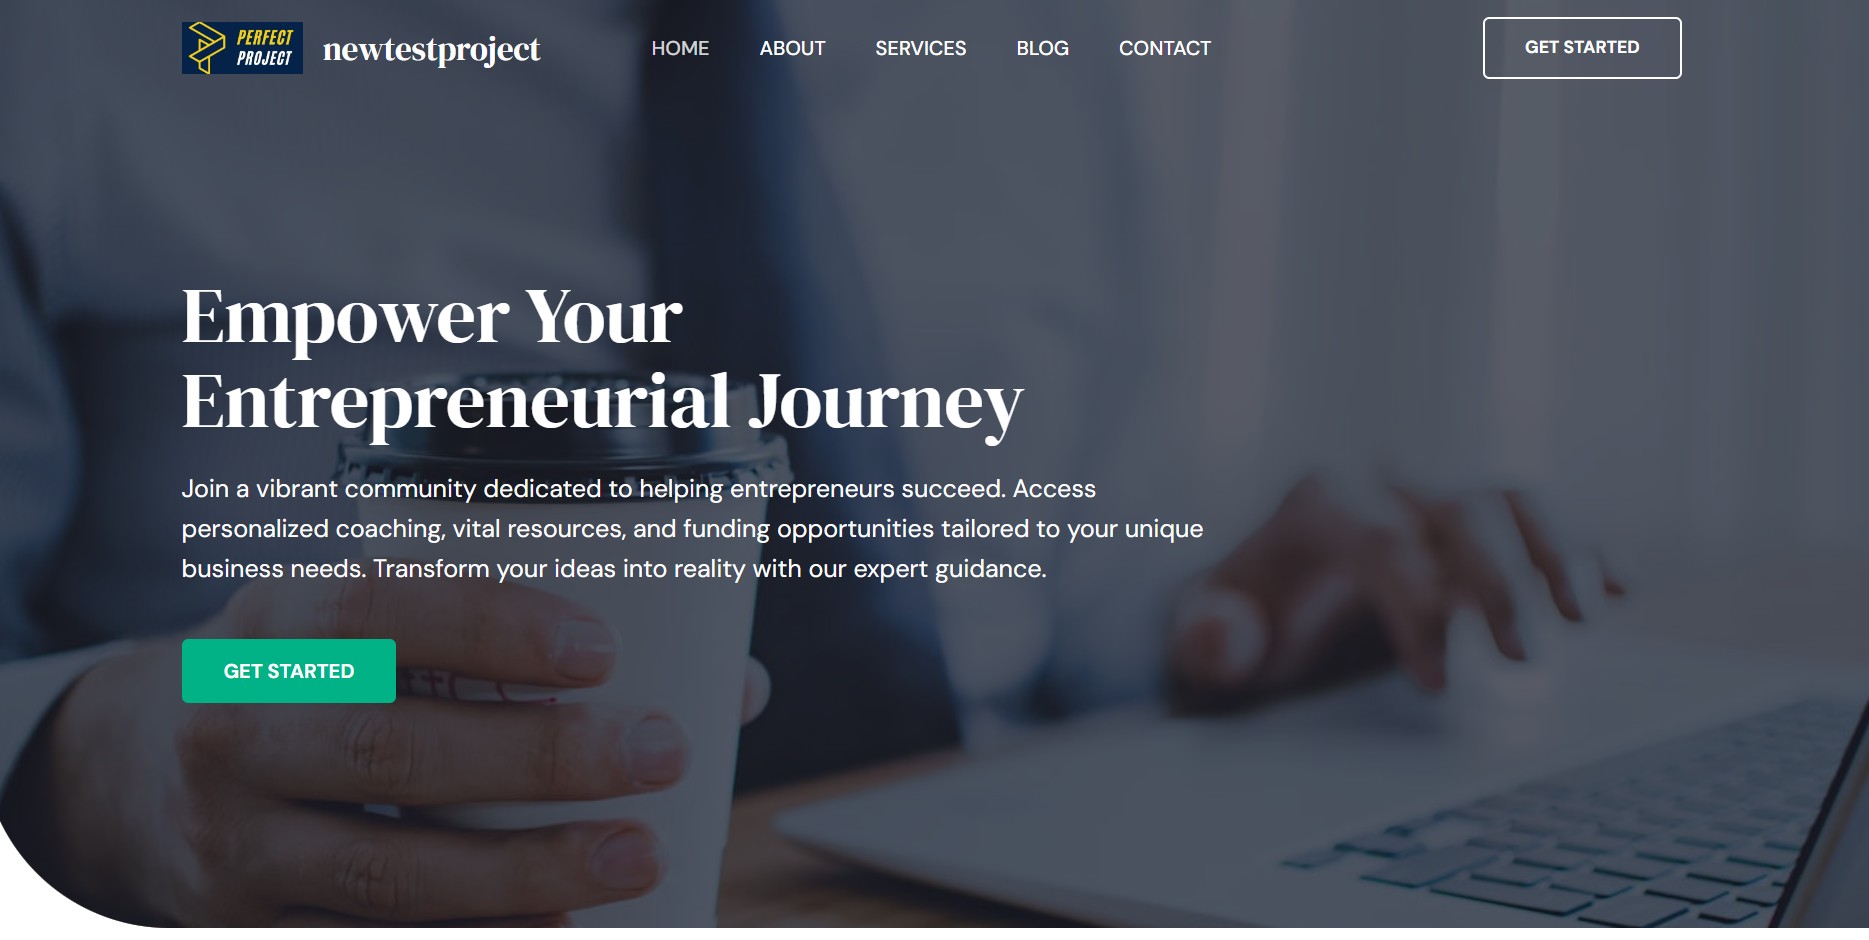 PERFECT
PROJECT
newtestproject
HOME
ABOUT
SERVICES
BLOG
CONTACT
GET STARTED
Empower Your
Entrepreneurial Journey
Join a vibrant community dedicated to helping entrepreneurs succeed. Access
personalized coaching, vital resources, and funding opportunities tailored to your unique
business needs. Transform your ideas into reality with our expert guidance.
GET STARTED